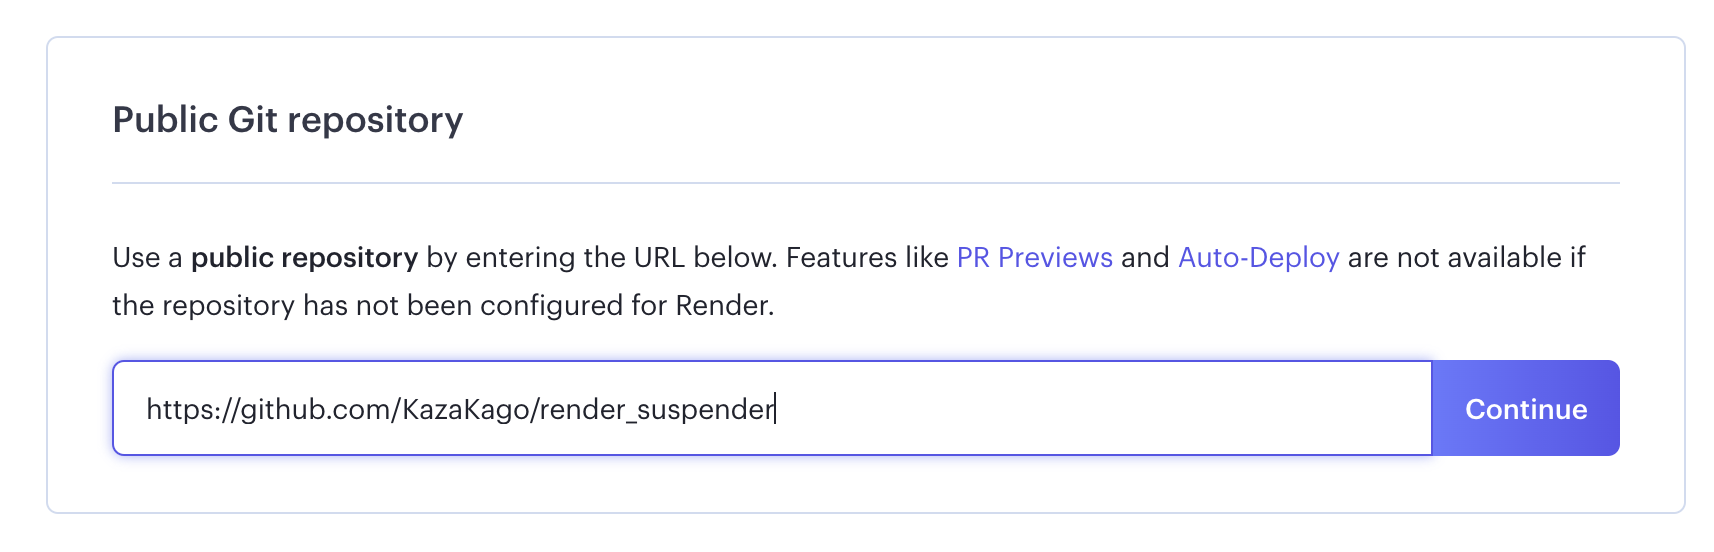 Public Git repository
Use a public repository by entering the URL below. Features like PR Previews and Auto-Deploy are not available if
the repository has not been configured for Render.
https://github.com/KazaKago/render_suspender
Continue